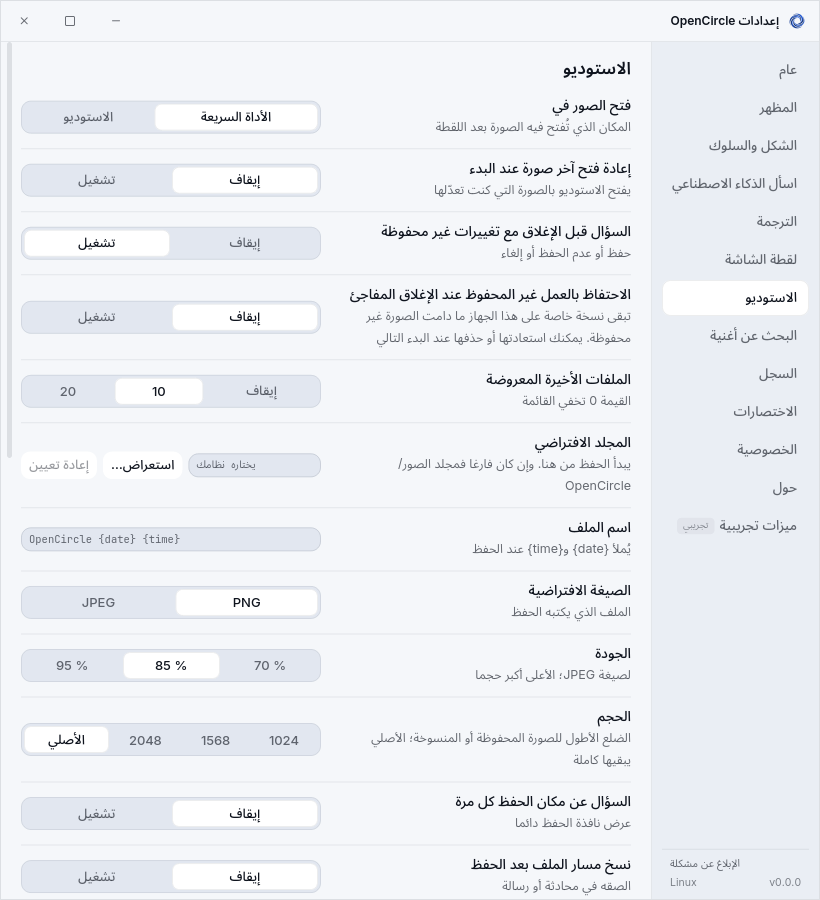 إعدادات OpenCircle
عام
المظهر
الشكل والسلوك
اسأل الذكاء الاصطناعي
الترجمة
لقطة الشاشة
الاستوديو
البحث عن أغنية
السجل
الاختصارات
الخصوصية
حول
ميزات تجريبية تجريبي
الإبلاغ عن مشكلة
v0.0.0 Linux
الاستوديو
فتح الصور في
المكان الذي تُفتح فيه الصورة بعد اللقطة
الأداة السريعة الاستوديو
إعادة فتح آخر صورة عند البدء
يفتح الاستوديو بالصورة التي كنت تعدّلها
إيقاف تشغيل
السؤال قبل الإغلاق مع تغييرات غير محفوظة
حفظ أو عدم الحفظ أو إلغاء
إيقاف تشغيل
الاحتفاظ بالعمل غير المحفوظ عند الإغلاق المفاجئ
تبقى نسخة خاصة على هذا الجهاز ما دامت الصورة غير
محفوظة. يمكنك استعادتها أو حذفها عند البدء التالي
إيقاف تشغيل
الملفات الأخيرة المعروضة
القيمة 0 تخفي القائمة
إيقاف 10 20
المجلد الافتراضي
يبدأ الحفظ من هنا. وإن كان فارغا فمجلد الصور/
OpenCircle
يختاره نظامك استعراض... إعادة تعيين
اسم الملف
يُملأ {date} و{time} عند الحفظ
OpenCircle {date} {time}
الصيغة الافتراضية
الملف الذي يكتبه الحفظ
PNG JPEG
الجودة
لصيغة JPEG؛ الأعلى أكبر حجما
70 % 85 % 95 %
الحجم
الضلع الأطول للصورة المحفوظة أو المنسوخة؛ الأصلي
يبقيها كاملة
1024 1568 2048 الأصلي
السؤال عن مكان الحفظ كل مرة
عرض نافذة الحفظ دائما
إيقاف تشغيل
نسخ مسار الملف بعد الحفظ
الصقه في محادثة أو رسالة
إيقاف تشغيل